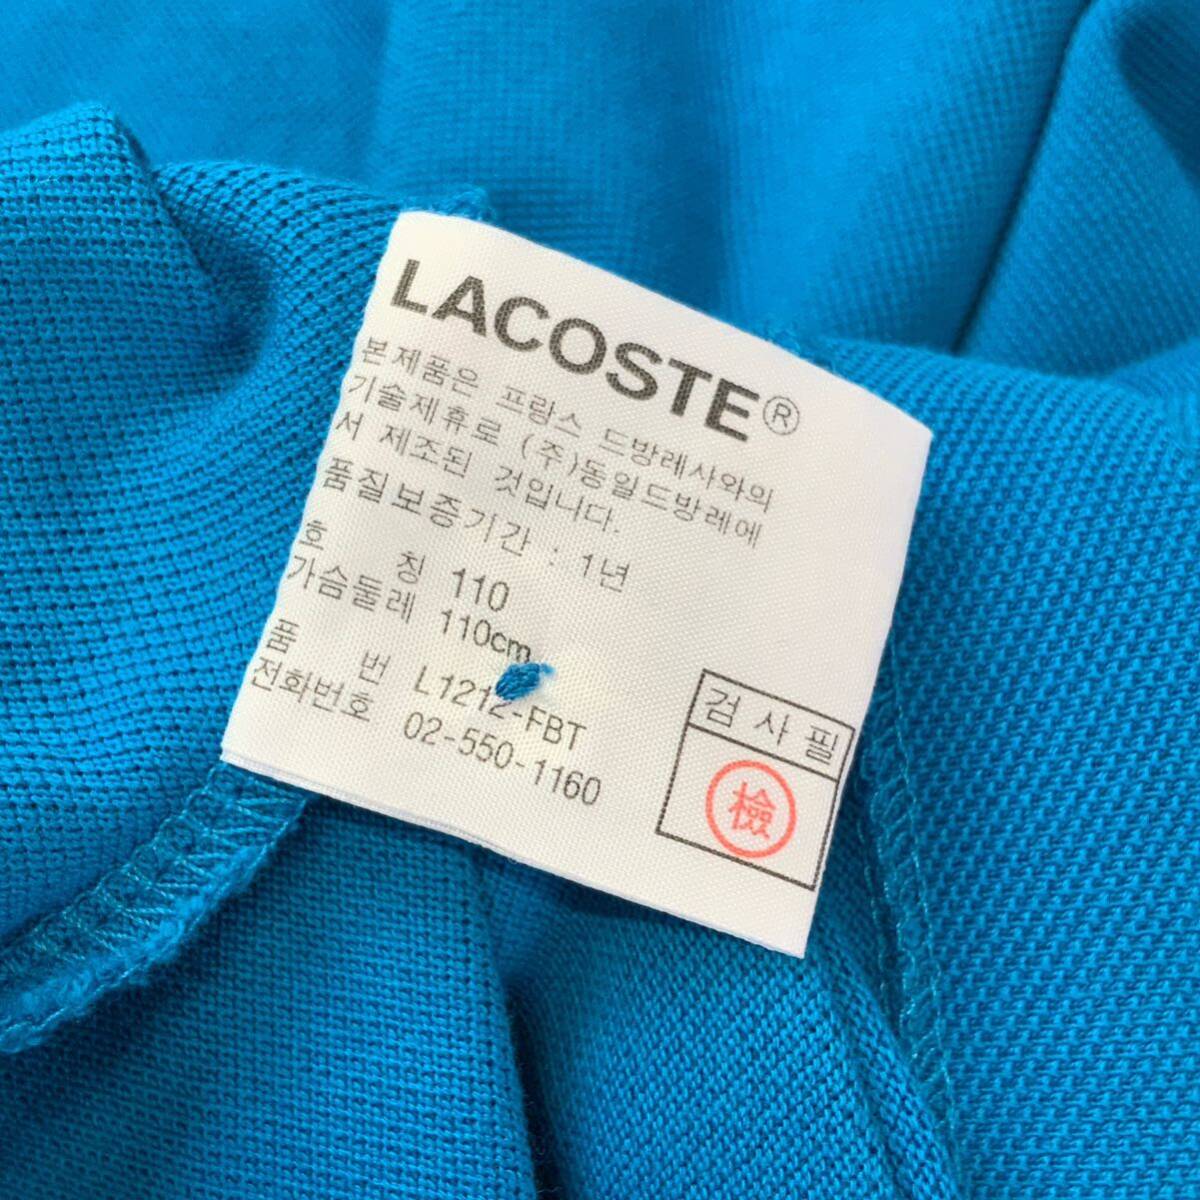 LACOSTE®
본제품은 프랑스 드방레사와의
기술제휴로 (주)동일드방레에
서 제조된 것입니다.
품질보증기간 : 1년
호 칭 110
가슴둘레 110cm
품 번 L1212-FBT
전화번호 02-550-1160
검사필
檢